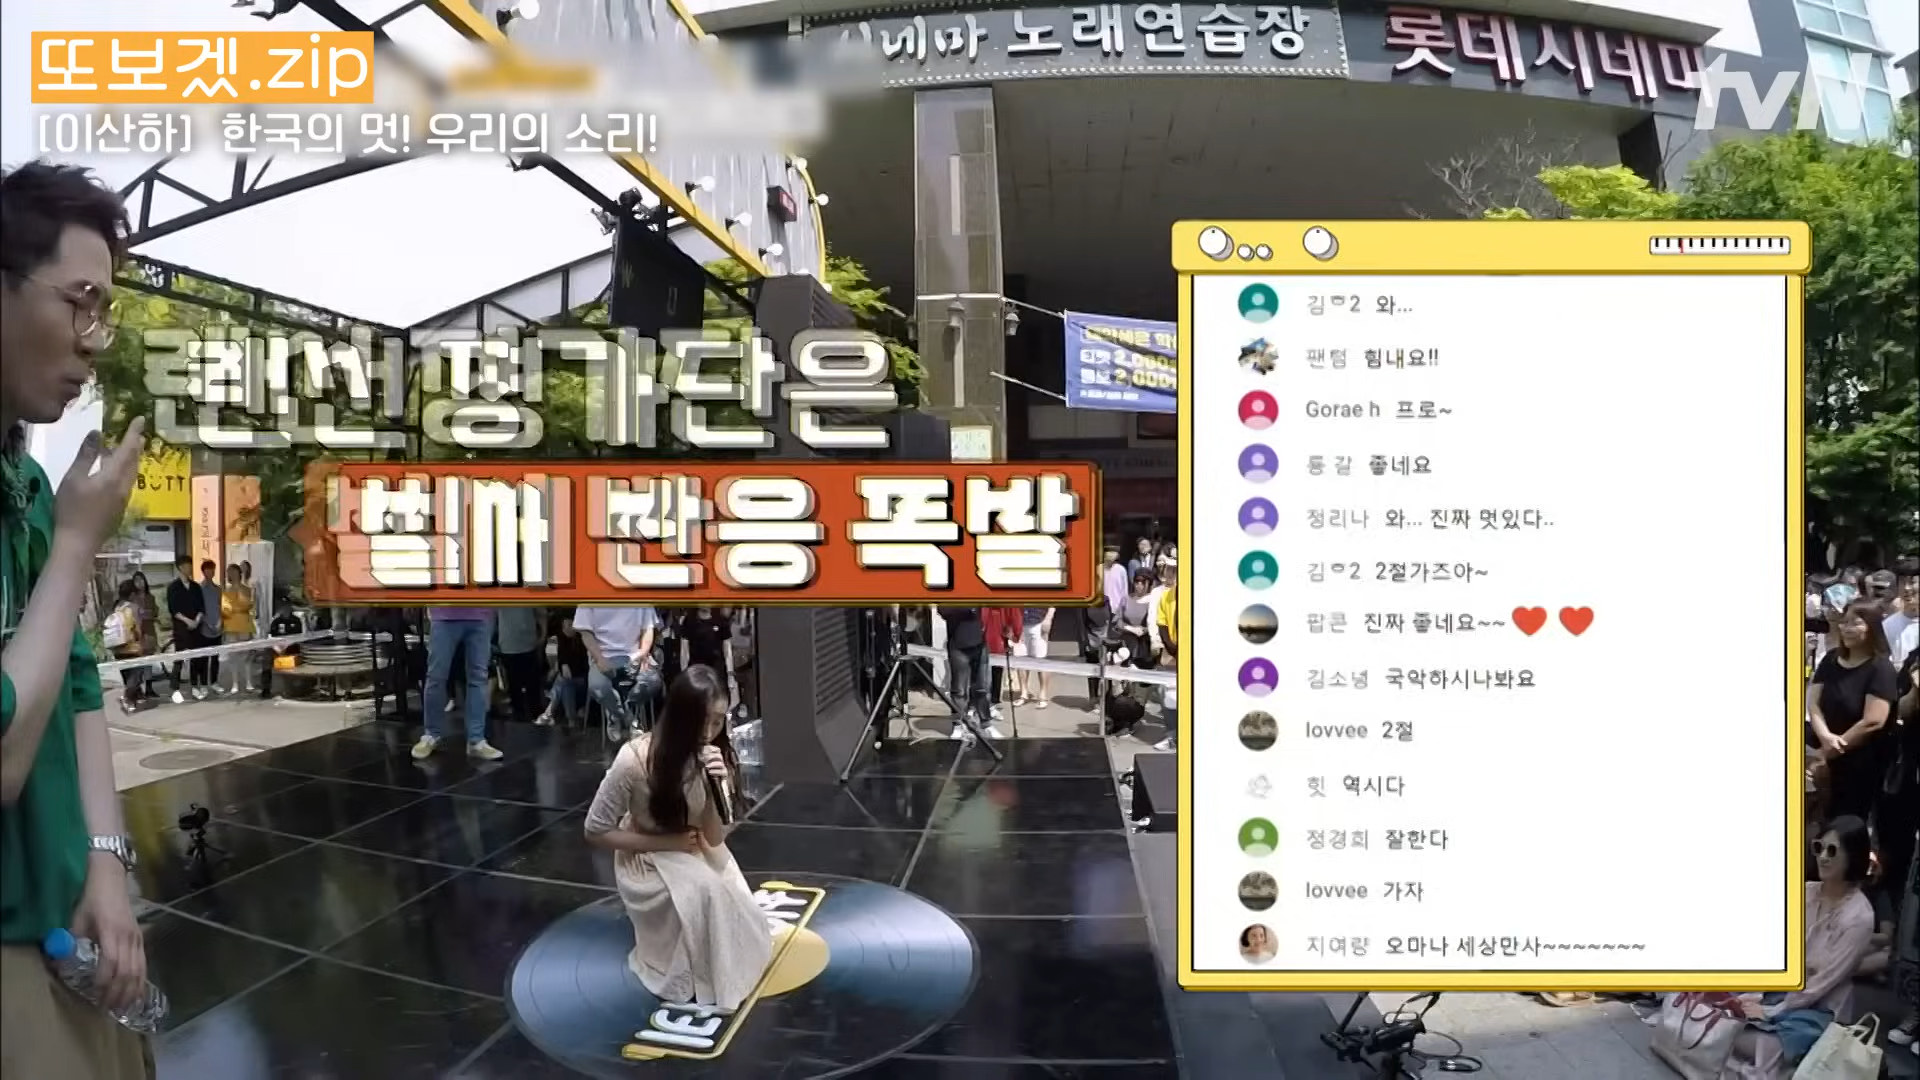 또보겠.zip
[이산하] 한국의 멋! 우리의 소리!
시네마 노래연습장
롯데시네마
tvN
랜선 평가단은
벌써 반응 폭발
김ㅎ2 와...
팬텀 힘내요!!
Gorae h 프로~
룡 갈 좋네요
정리나 와... 진짜 멋있다..
김ㅎ2 2절가즈아~
팝콘 진짜 좋네요~~❤❤
김소녕 국악하시나봐요
lovvee 2절
힛 역시다
정경희 잘한다
lovvee 가자
지여량 오마나 세상만사~~~~~~~